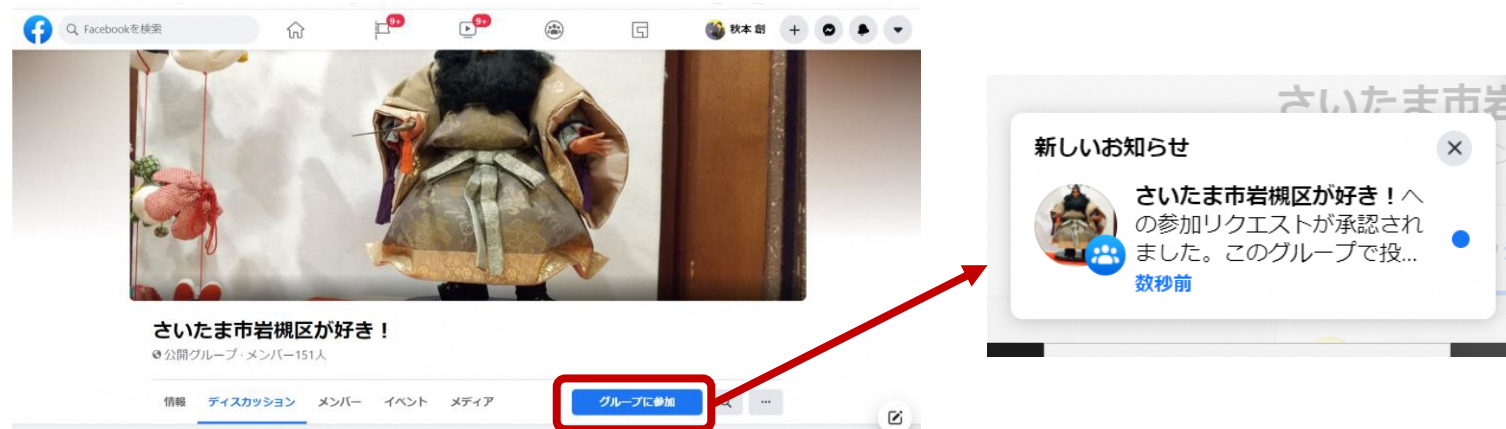 Facebookを検索
9+
9+
秋本 創
さいたま市岩槻区が好き！
公開グループ · メンバー151人
情報 ディスカッション メンバー イベント メディア グループに参加
さいたま市岩
新しいお知らせ
さいたま市岩槻区が好き！へ
の参加リクエストが承認され
ました。このグループで投...
数秒前